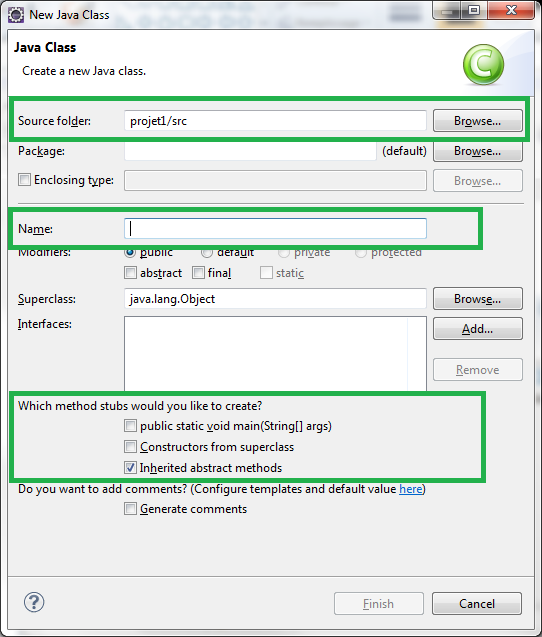 New Java Class
Java Class
Create a new Java class.
Source folder: projet1/src Browse...
Package: (default) Browse...
Enclosing type: Browse...
Name:
Modifiers: public default private protected
abstract final static
Superclass: java.lang.Object Browse...
Interfaces: Add...
Remove
Which method stubs would you like to create?
public static void main(String[] args)
Constructors from superclass
Inherited abstract methods
Do you want to add comments? (Configure templates and default value here)
Generate comments
? Finish Cancel